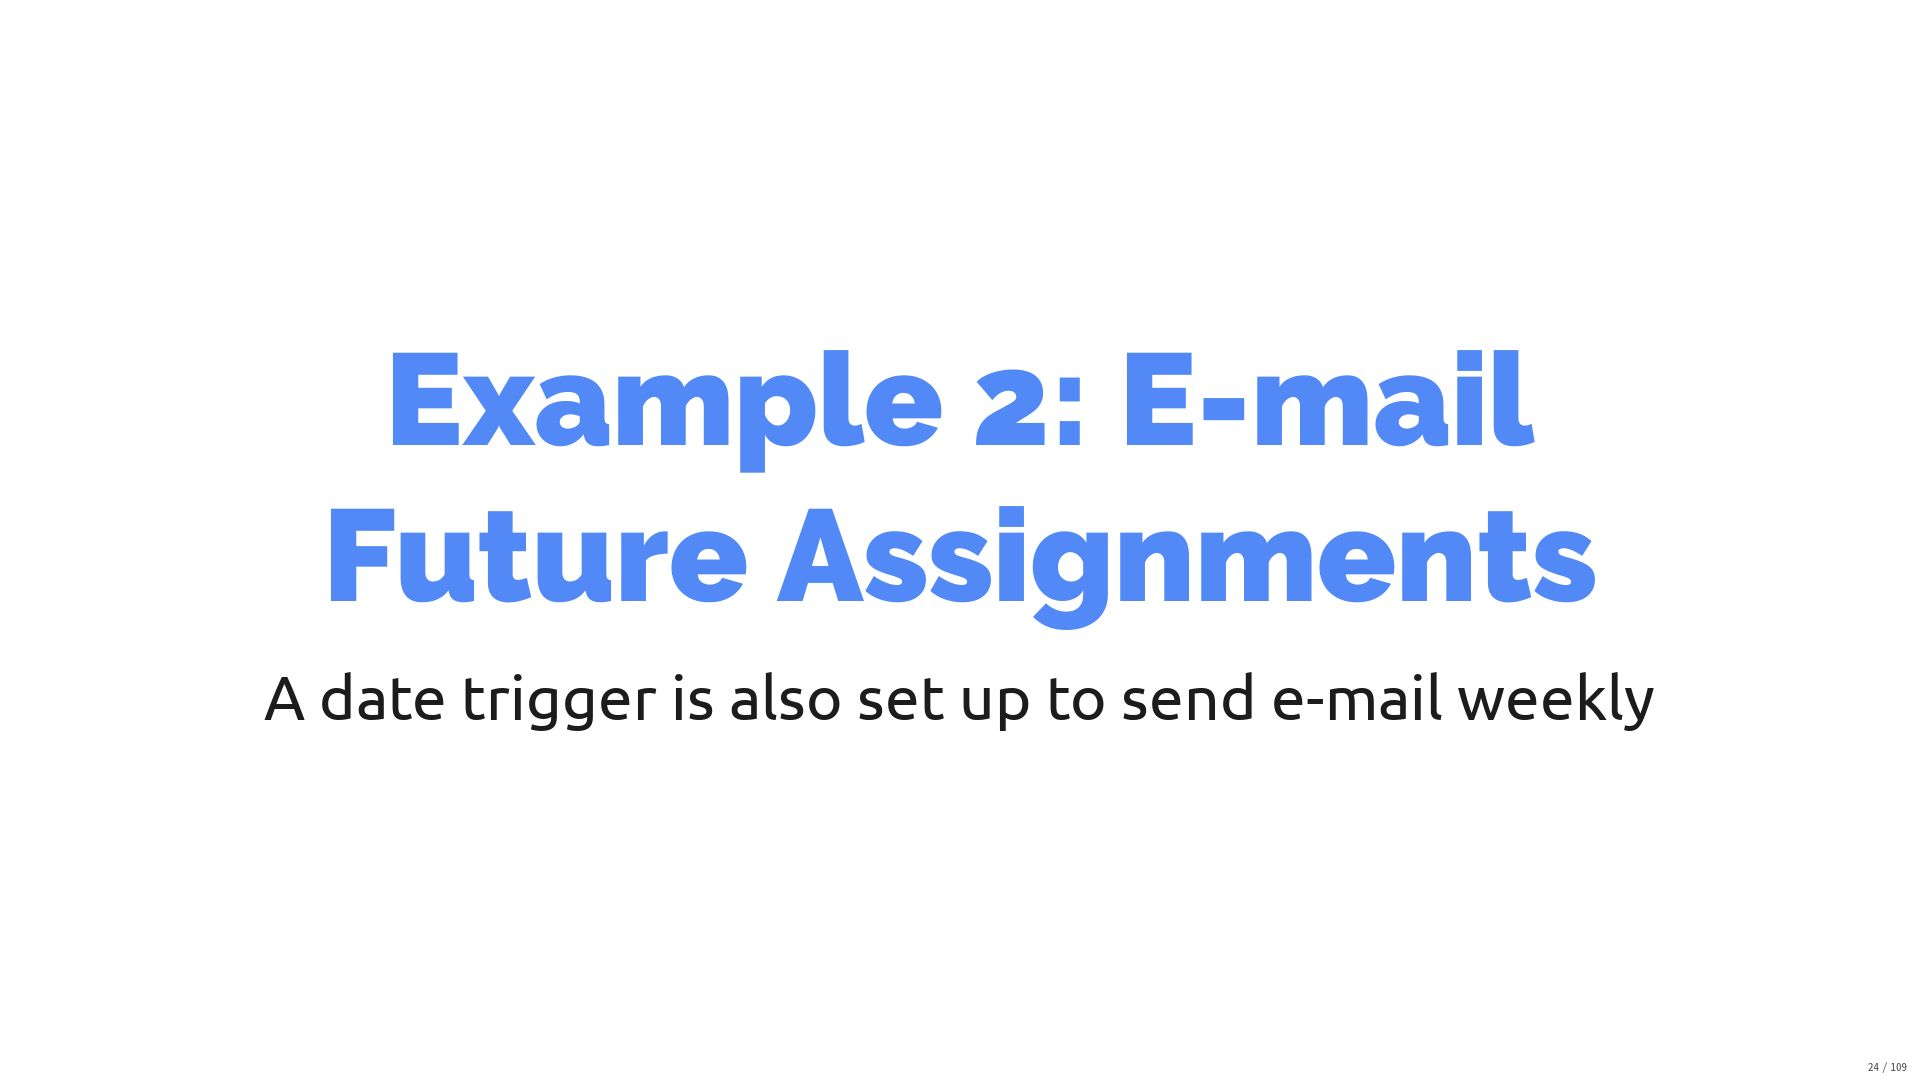 Example 2: E-mail
Future Assignments
A date trigger is also set up to send e-mail weekly
24 / 109